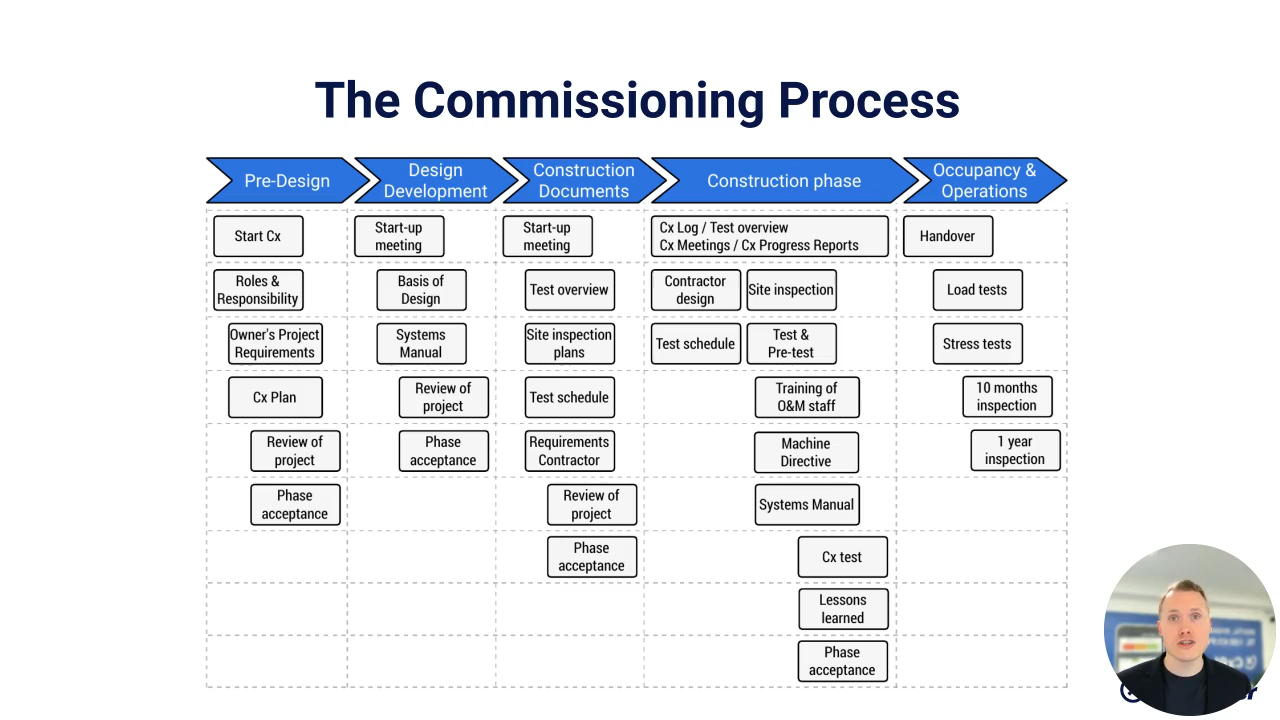 The Commissioning Process
Pre-Design
Design
Development
Construction
Documents
Construction phase
Occupancy &
Operations
Start Cx
Roles &
Responsibility
Owner's Project
Requirements
Cx Plan
Review of
project
Phase
acceptance
Start-up
meeting
Basis of
Design
Systems
Manual
Review of
project
Phase
acceptance
Start-up
meeting
Test overview
Site inspection
plans
Test schedule
Requirements
Contractor
Review of
project
Phase
acceptance
Cx Log / Test overview
Cx Meetings / Cx Progress Reports
Contractor
design
Site inspection
Test schedule
Test &
Pre-test
Training of
O&M staff
Machine
Directive
Systems Manual
Cx test
Lessons
learned
Phase
acceptance
Handover
Load tests
Stress tests
10 months
inspection
1 year
inspection